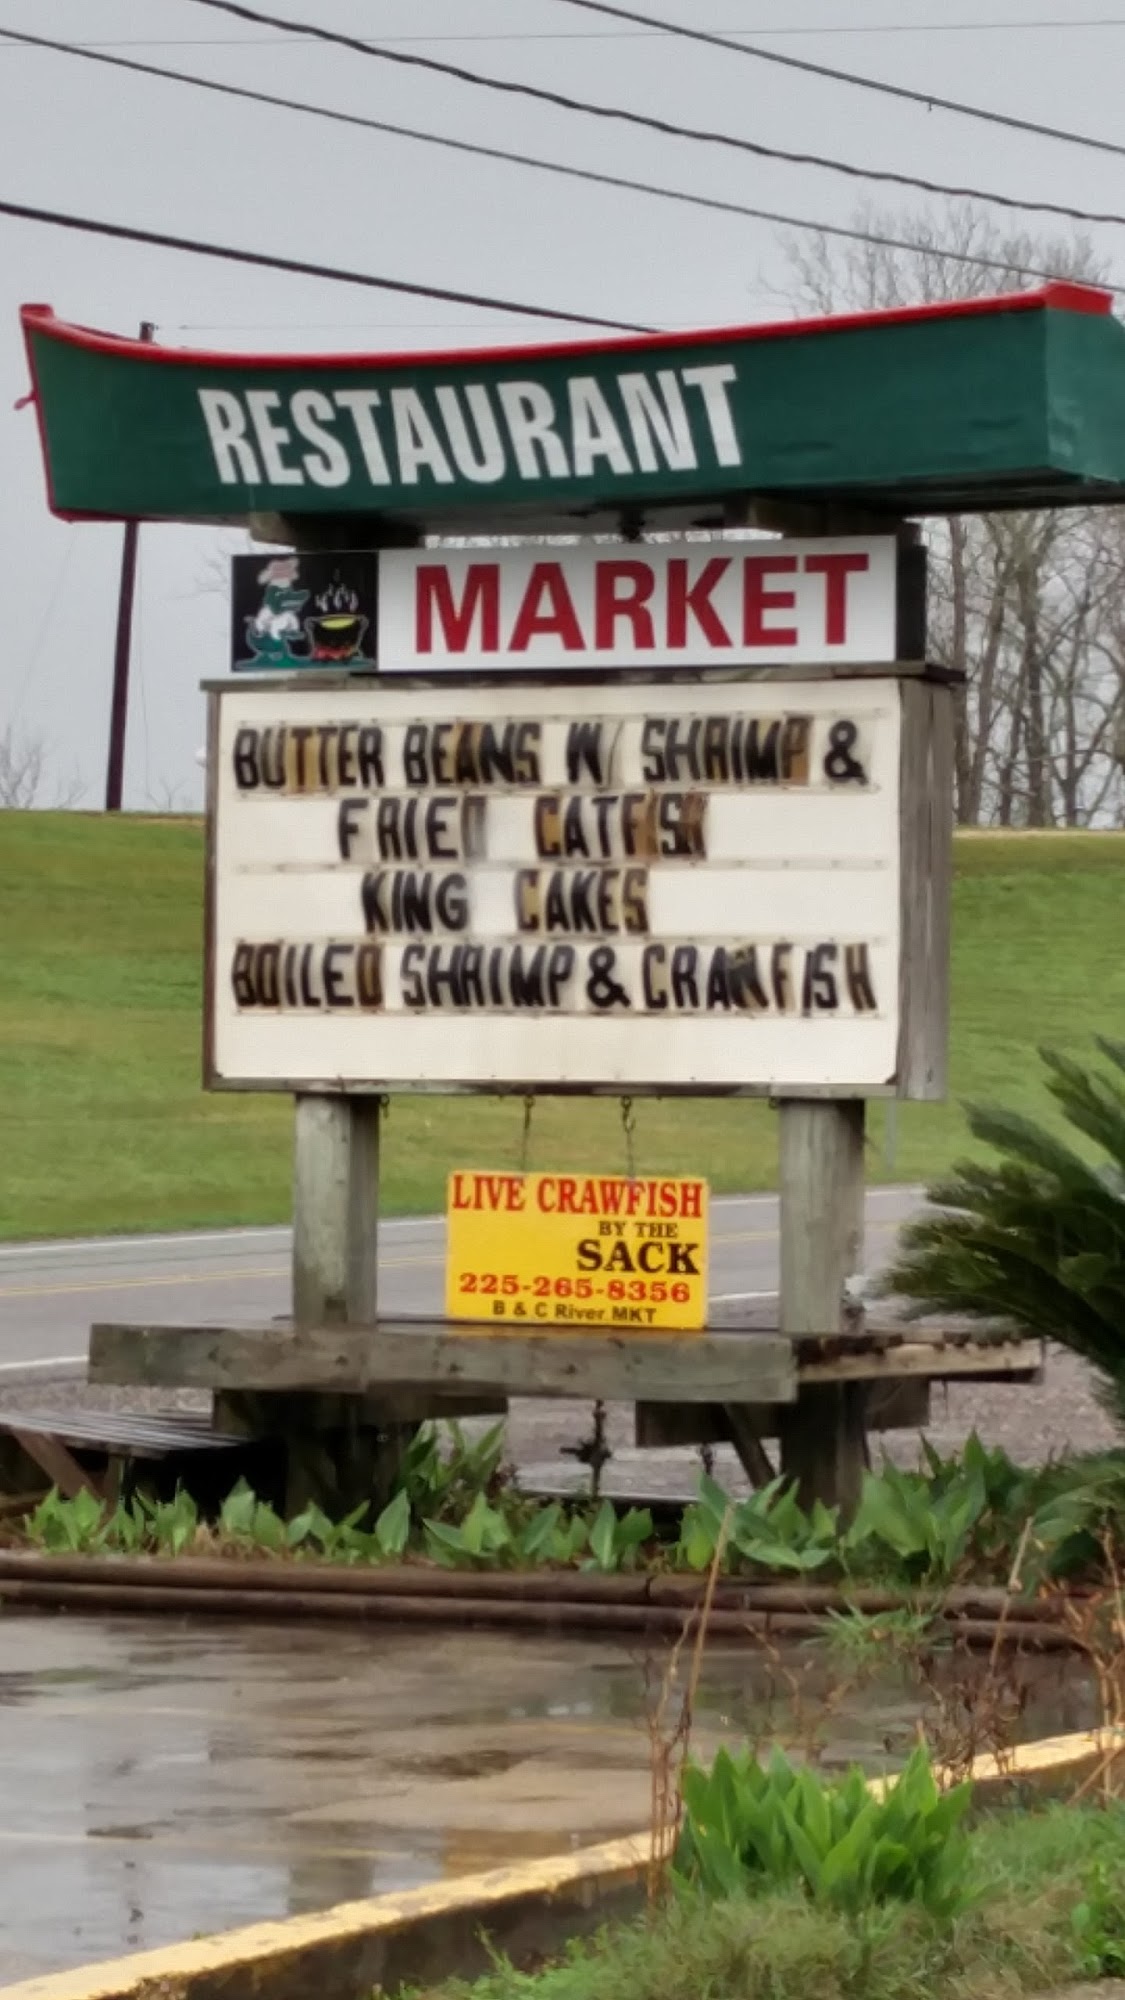 RESTAURANT
MARKET
BUTTER BEANS W/ SHRIMP &
FRIED CATFISH
KING CAKES
BOILED SHRIMP & CRAWFISH
LIVE CRAWFISH
BY THE
SACK
225-265-8356
B & C River MKT